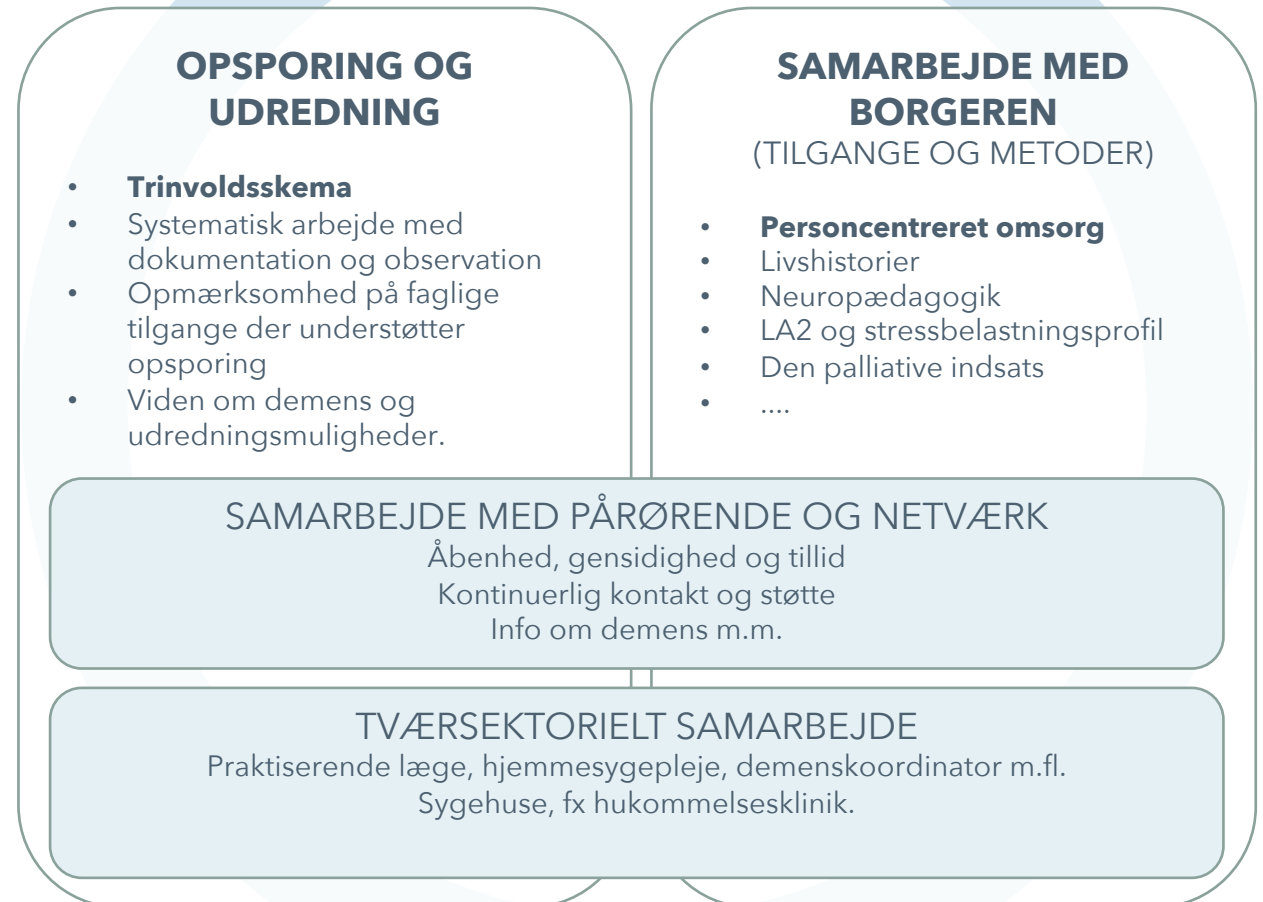 OPSPORING OG
UDREDNING
• Trinvoldsskema
• Systematisk arbejde med
dokumentation og observation
• Opmærksomhed på faglige
tilgange der understøtter
opsporing
• Viden om demens og
udredningsmuligheder.
SAMARBEJDE MED
BORGEREN
(TILGANGE OG METODER)
• Personcentreret omsorg
• Livshistorier
• Neuropædagogik
• LA2 og stressbelastningsprofil
• Den palliative indsats
• ....
SAMARBEJDE MED PÅRØRENDE OG NETVÆRK
Åbenhed, gensidighed og tillid
Kontinuerlig kontakt og støtte
Info om demens m.m.
TVÆRSEKTORIELT SAMARBEJDE
Praktiserende læge, hjemmesygepleje, demenskoordinator m.fl.
Sygehuse, fx hukommelsesklinik.